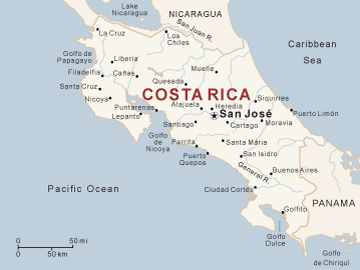 Lake
Nicaragua
NICARAGUA
San Juan R.
La Cruz
Los
Chiles
Caribbean
Sea
Golfo de
Papagayo
Liberia
Muelle
Filadelfia
Cañas
Quesada
Santa Cruz
COSTA RICA
Nicoya
Siquirres
Puntarenas
Alajuela
Heredia
Puerto Limón
Lepanto
San José
Santiago
Cartago
Moravia
Golfo
de
Nicoya
Parrita
Santa Mária
Puerto
Quepos
San Isidro
General R.
Buenos Aires
Pacific Ocean
Ciudad Cortés
PANAMA
Golfito
Golfo
Dulce
0
50 mi
0
50 km
Golfo
de Chiriquí